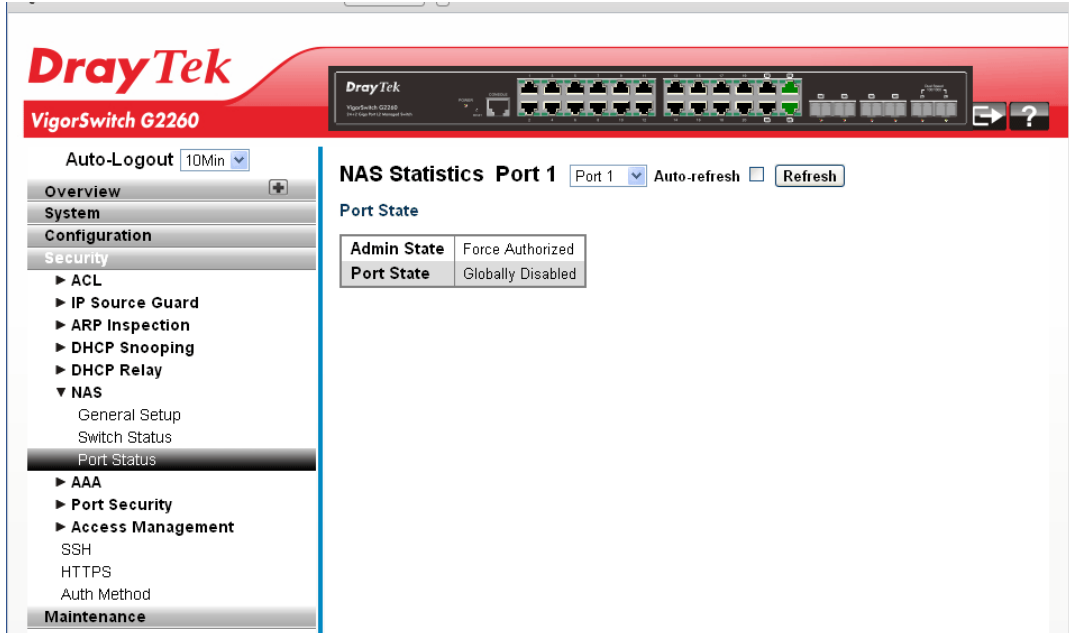 DrayTek
VigorSwitch G2260
DrayTek
VigorSwitch G2260
CONSOLE
POWER
?
Auto-Logout 10Min
Overview
System
Configuration
Security
ACL
IP Source Guard
ARP Inspection
DHCP Snooping
DHCP Relay
NAS
General Setup
Switch Status
Port Status
AAA
Port Security
Access Management
SSH
HTTPS
Auth Method
Maintenance
NAS Statistics Port 1 Port 1 Auto-refresh Refresh
Port State
Admin State Force Authorized
Port State Globally Disabled